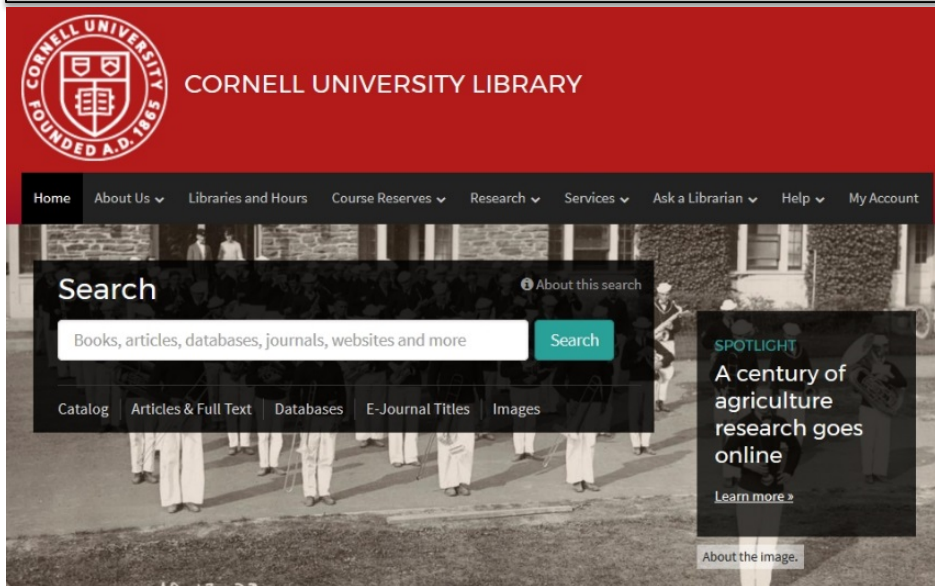 CORNELL UNIVERSITY
FOUNDED A.D. 1865
CORNELL UNIVERSITY LIBRARY
Home About Us Libraries and Hours Course Reserves Research Services Ask a Librarian Help My Account
Search
About this search
Books, articles, databases, journals, websites and more
Search
Catalog Articles & Full Text Databases E-Journal Titles Images
SPOTLIGHT
A century of
agriculture
research goes
online
Learn more »
About the image.